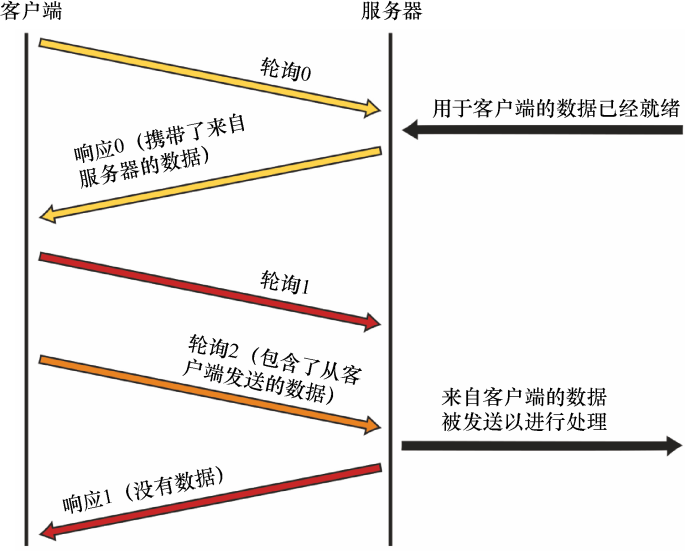 客户端
服务器
轮询0
用于客户端的数据已经就绪
响应0（携带了来自
服务器的数据）
轮询1
轮询2（包含了从客
户端发送的数据）
来自客户端的数据
被发送以进行处理
响应1（没有数据）